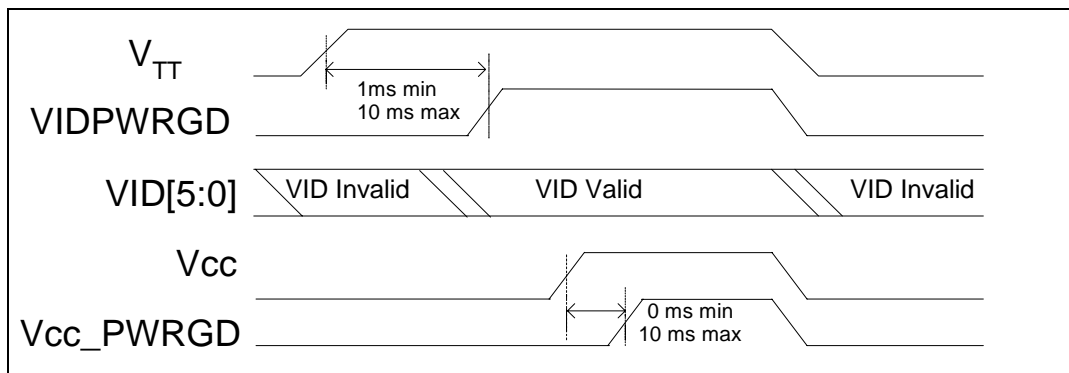 V_TT
1ms min
10 ms max
VIDPWRGD
VID[5:0]
VID Invalid
VID Valid
VID Invalid
Vcc
0 ms min
10 ms max
Vcc_PWRGD